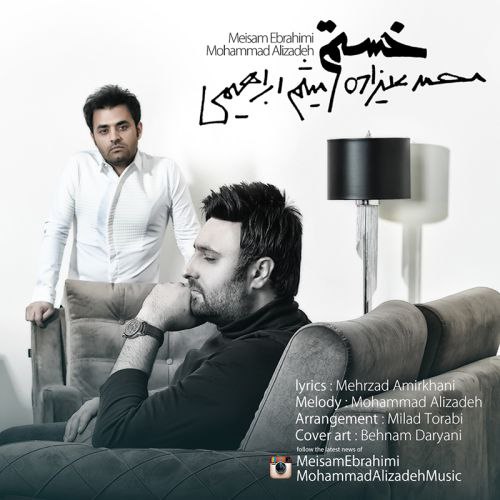 Meisam Ebrahimi
Mohammad Alizadeh
خستم
محمد علیزاده میثم ابراهیمی
lyrics : Mehrzad Amirkhani
Melody : Mohammad Alizadeh
Arrangement : Milad Torabi
Cover art : Behnam Daryani
follow the latest news of
MeisamEbrahimi
MohammadAlizadehMusic